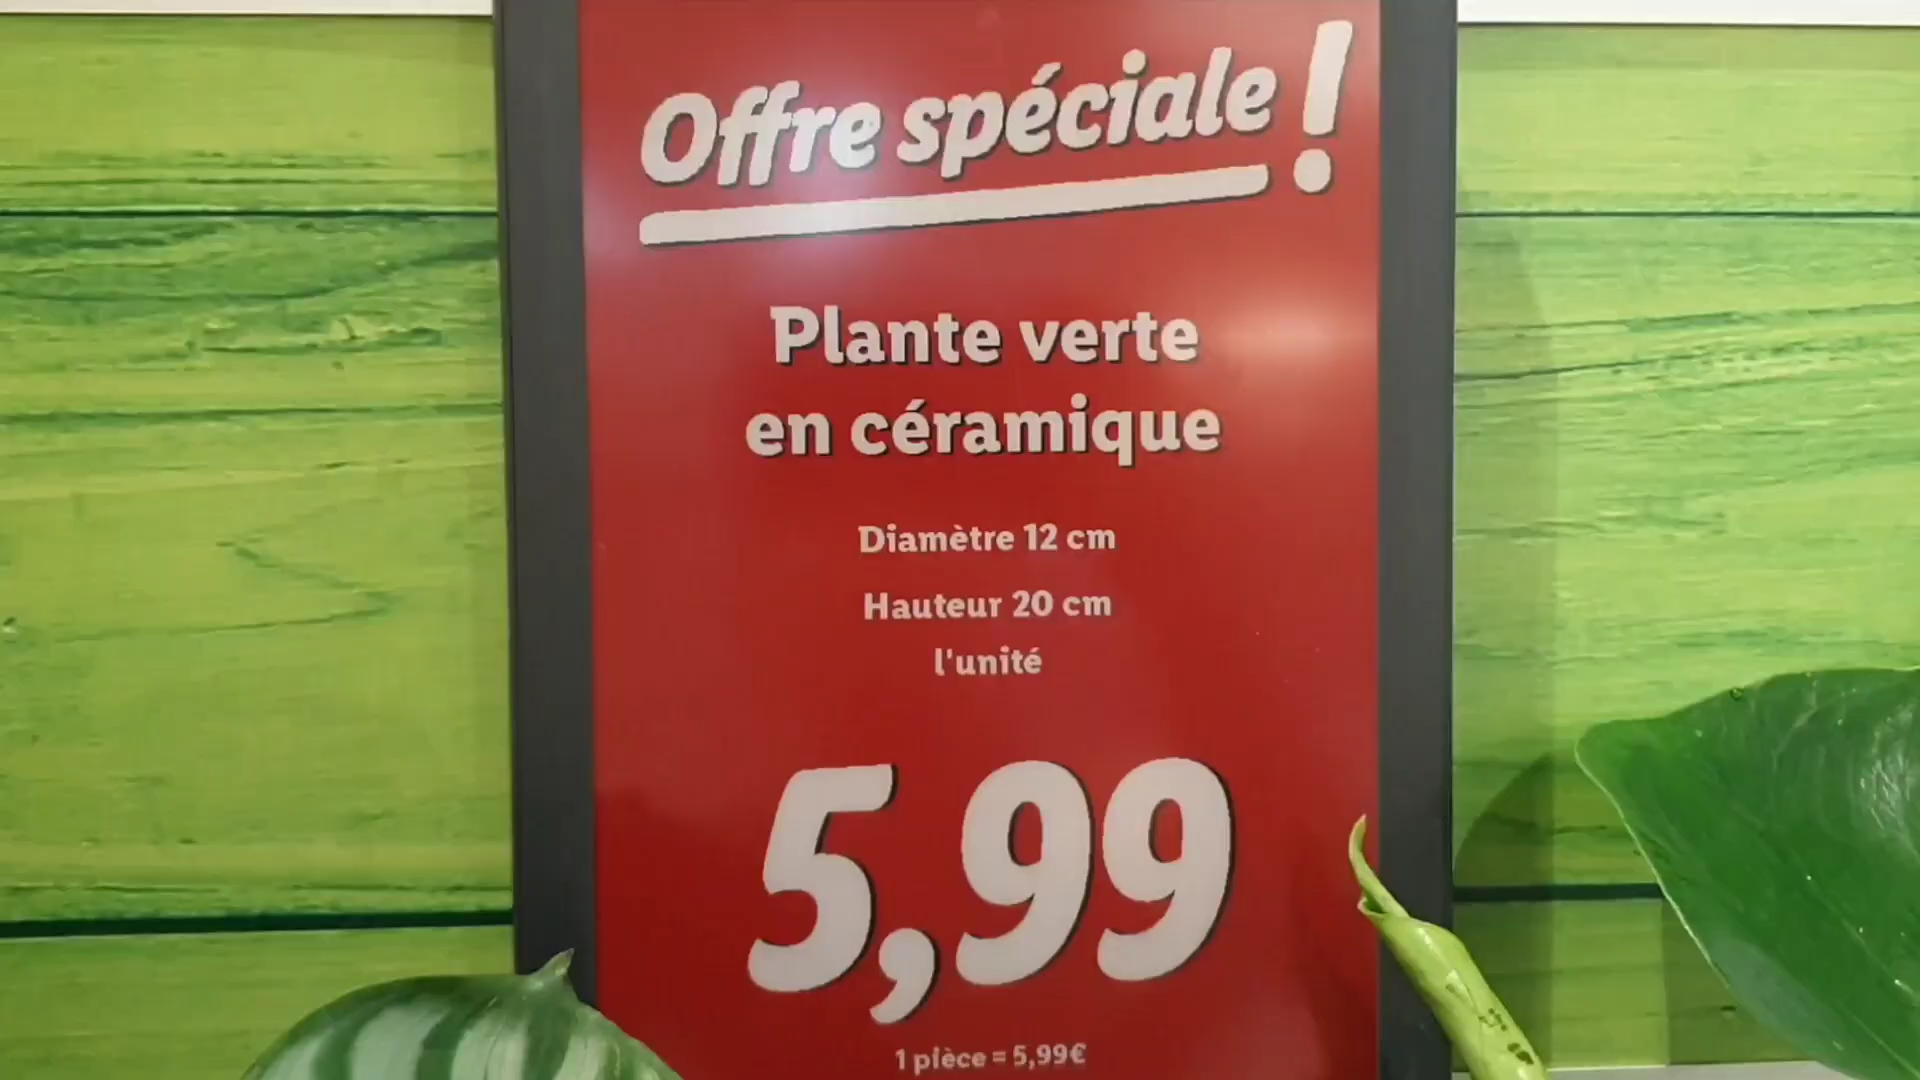 Offre spéciale !
Plante verte
en céramique
Diamètre 12 cm
Hauteur 20 cm
l'unité
5,99
1 pièce = 5,99€